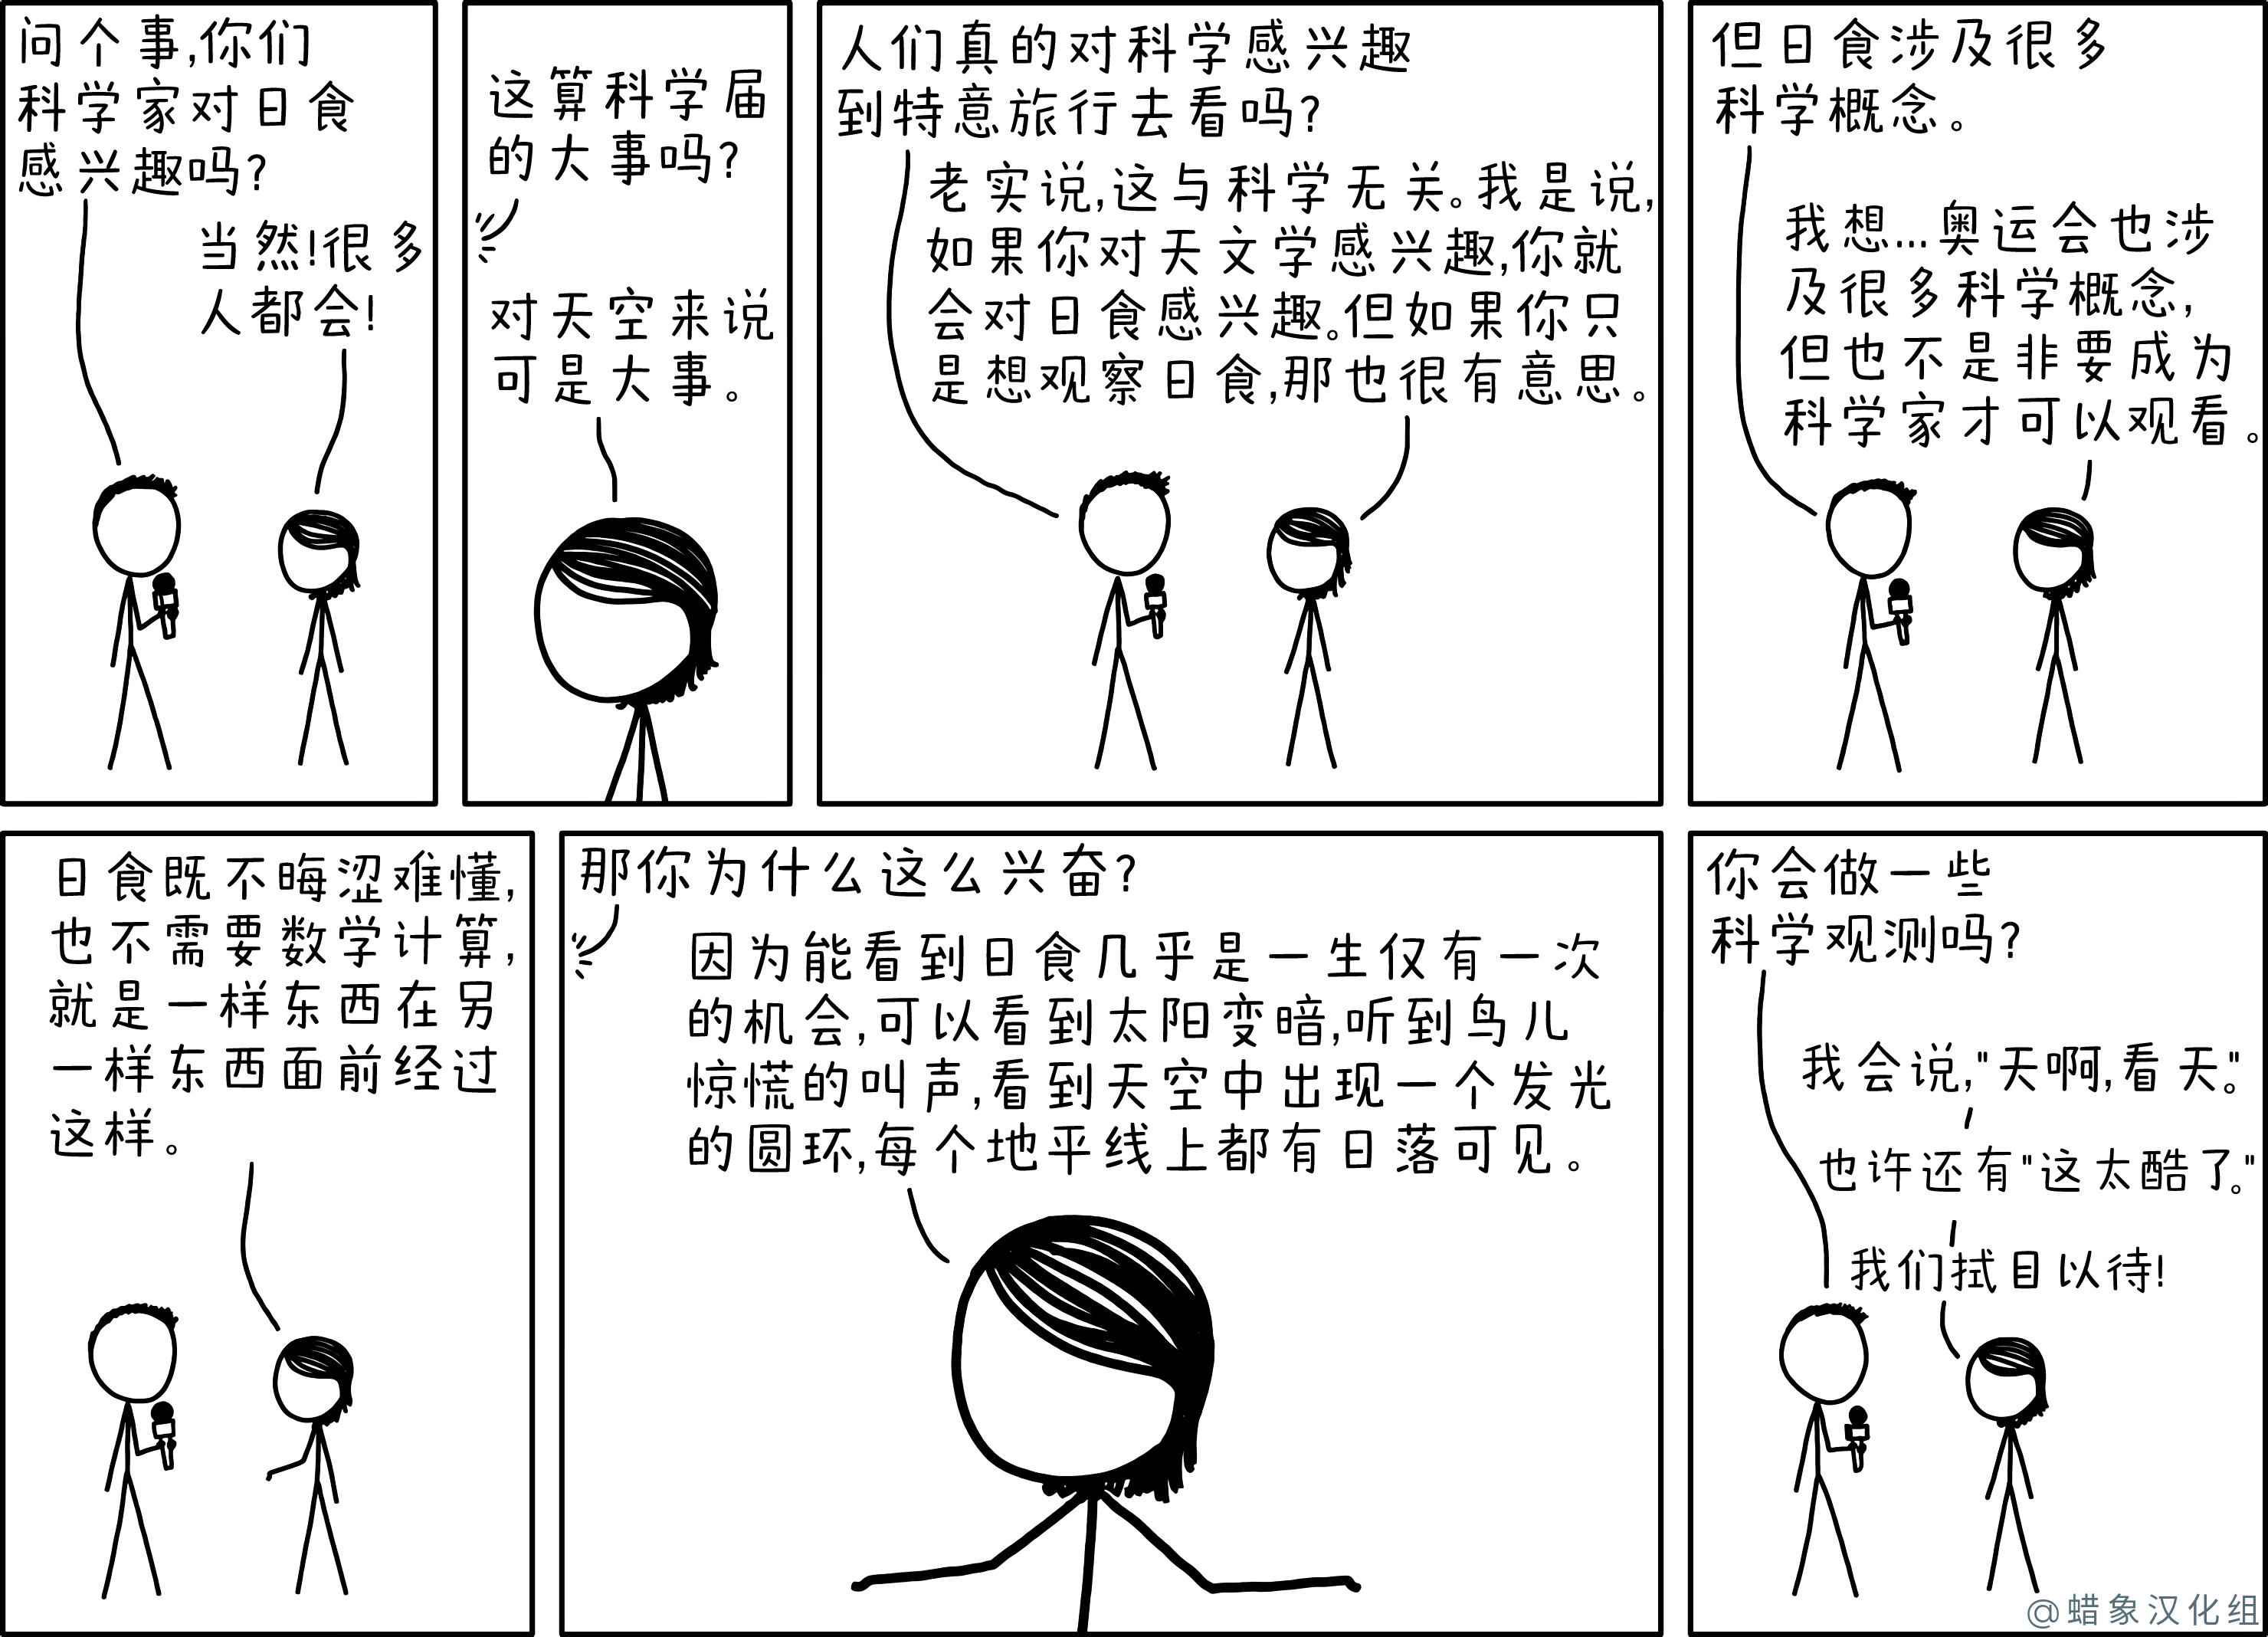 问个事,你们
科学家对日食
感兴趣吗?
当然!很多
人都会!
这算科学届
的大事吗?
对天空来说
可是大事。
人们真的对科学感兴趣
到特意旅行去看吗?
老实说,这与科学无关。我是说,
如果你对天文学感兴趣,你就
会对日食感兴趣。但如果你只
是想观察日食,那也很有意思。
但日食涉及很多
科学概念。
我想...奥运会也涉
及很多科学概念,
但也不是非要成为
科学家才可以观看。
日食既不晦涩难懂,
也不需要数学计算,
就是一样东西在另
一样东西面前经过
这样。
那你为什么这么兴奋?
因为能看到日食几乎是一生仅有一次
的机会,可以看到太阳变暗,听到鸟儿
惊慌的叫声,看到天空中出现一个发光
的圆环,每个地平线上都有日落可见。
你会做一些
科学观测吗?
我会说,"天啊,看天"。
也许还有"这太酷了。"
我们拭目以待!
@蜡象汉化组